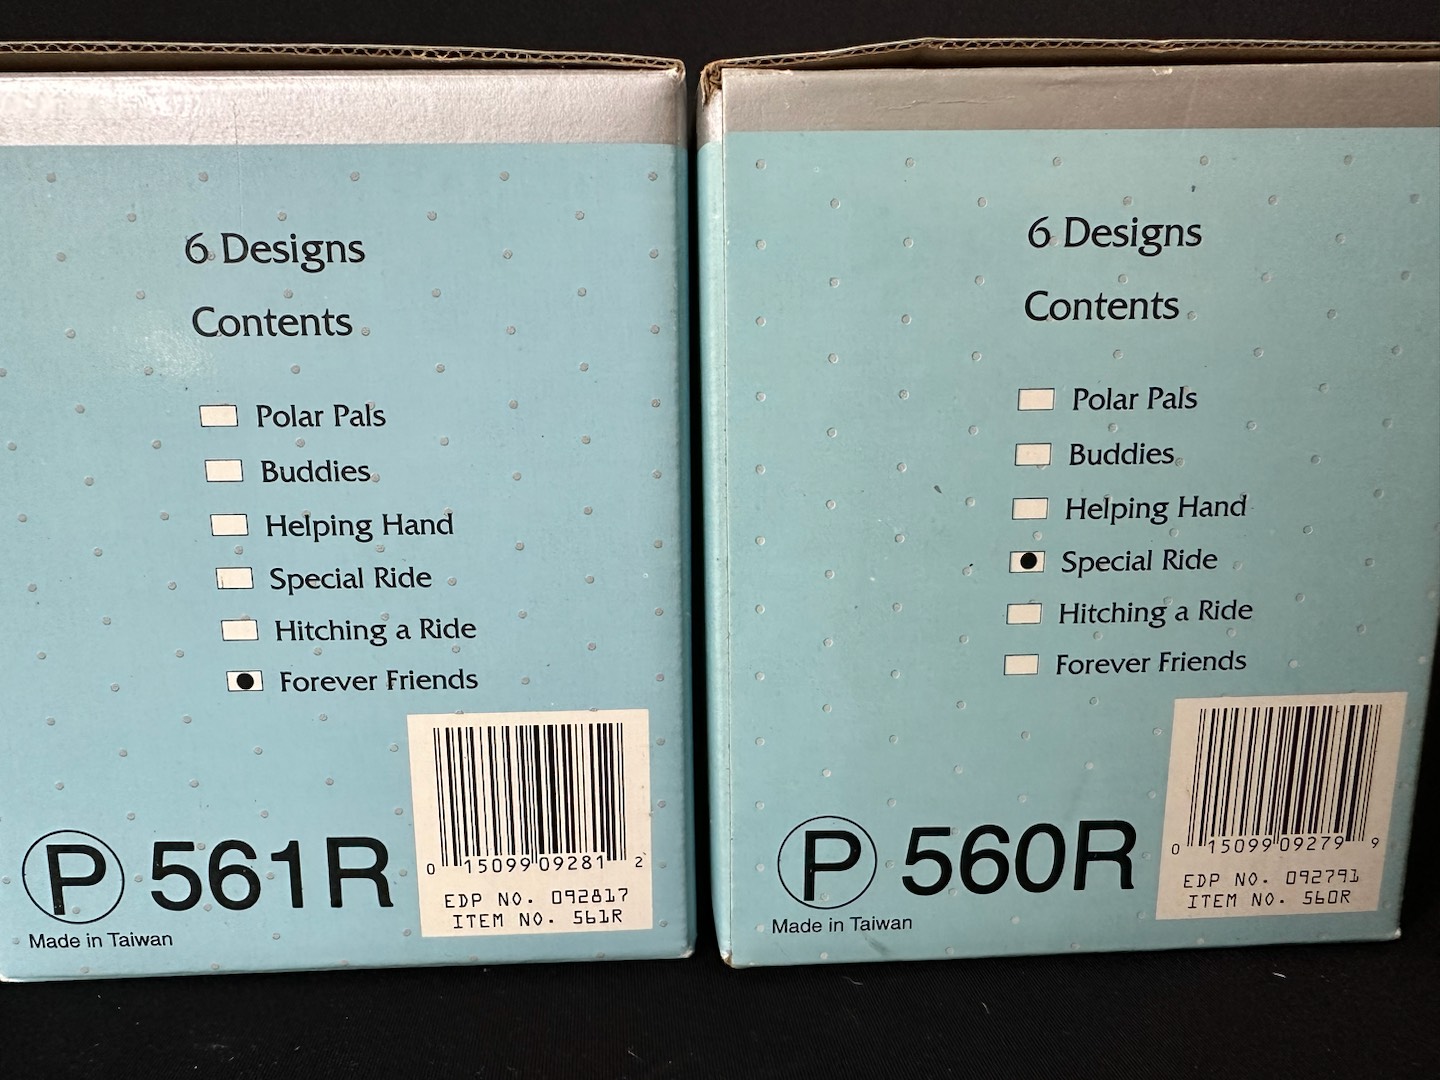 6 Designs
Contents
Polar Pals
Buddies
Helping Hand
Special Ride
Hitching a Ride
Forever Friends
P 561R
Made in Taiwan
0 15099 09281 2
EDP NO. 092817
ITEM NO. 561R
6 Designs
Contents
Polar Pals
Buddies
Helping Hand
Special Ride
Hitching a Ride
Forever Friends
P 560R
Made in Taiwan
0 15099 09279 9
EDP NO. 092791
ITEM NO. 560R